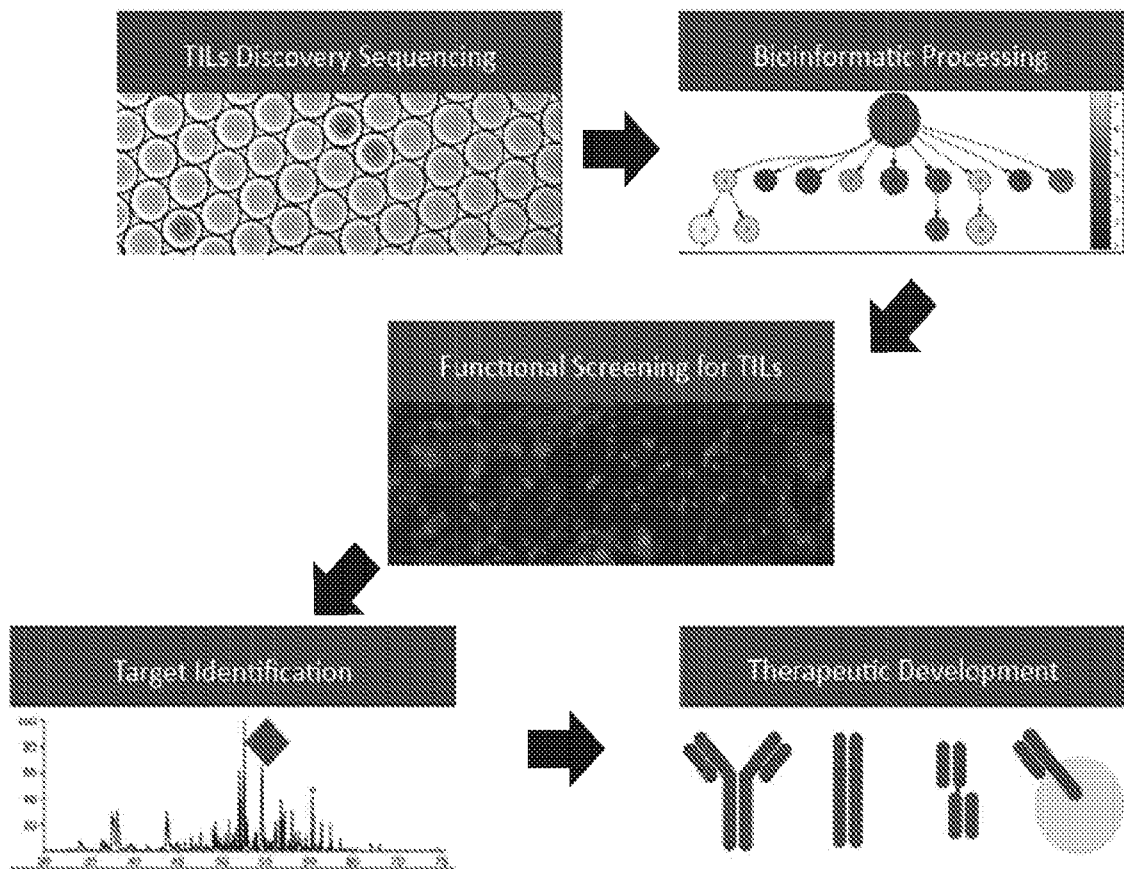 TILs Discovery Sequencing
Bioinformatic Processing
Functional Screening for TILs
Target Identification
Therapeutic Development